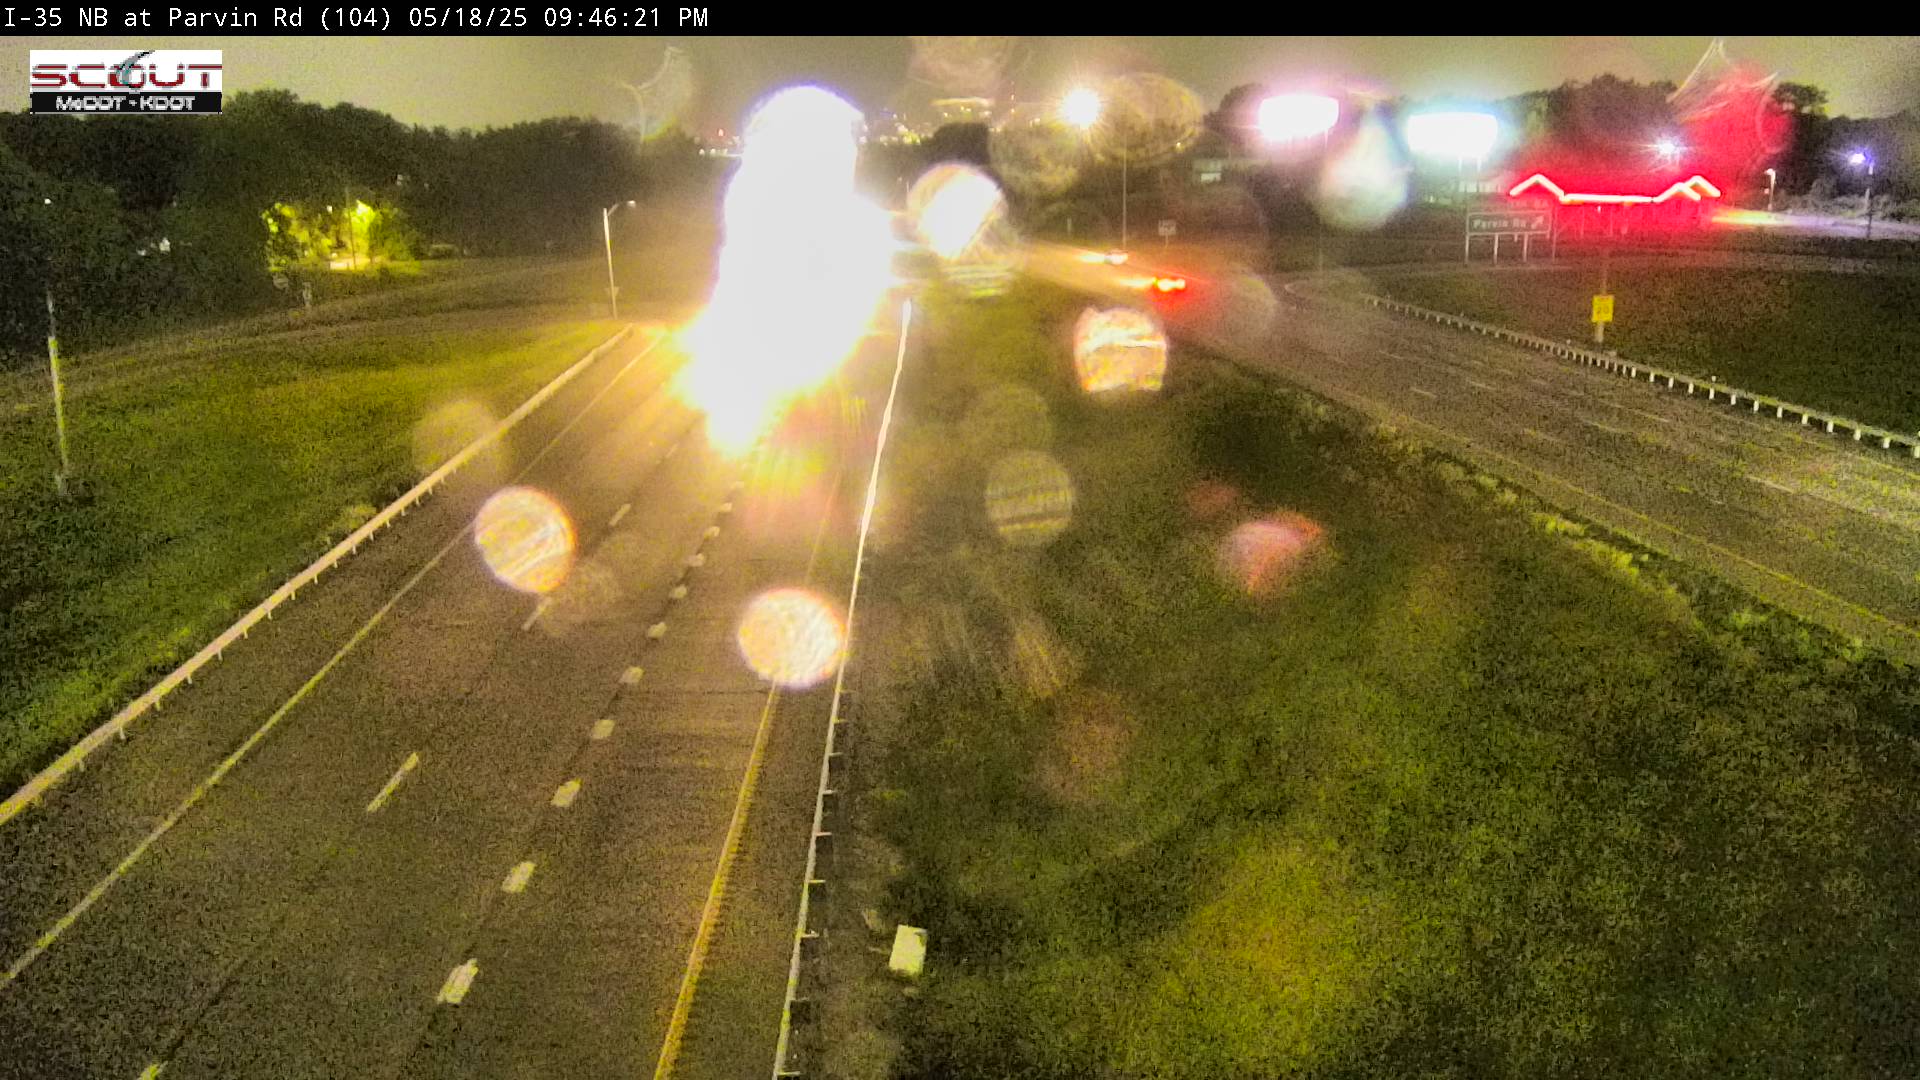 I-35 NB at Parvin Rd (104) 05/18/25 09:46:21 PM
SCOUT
MoDOT - KDOT
Parvin Rd